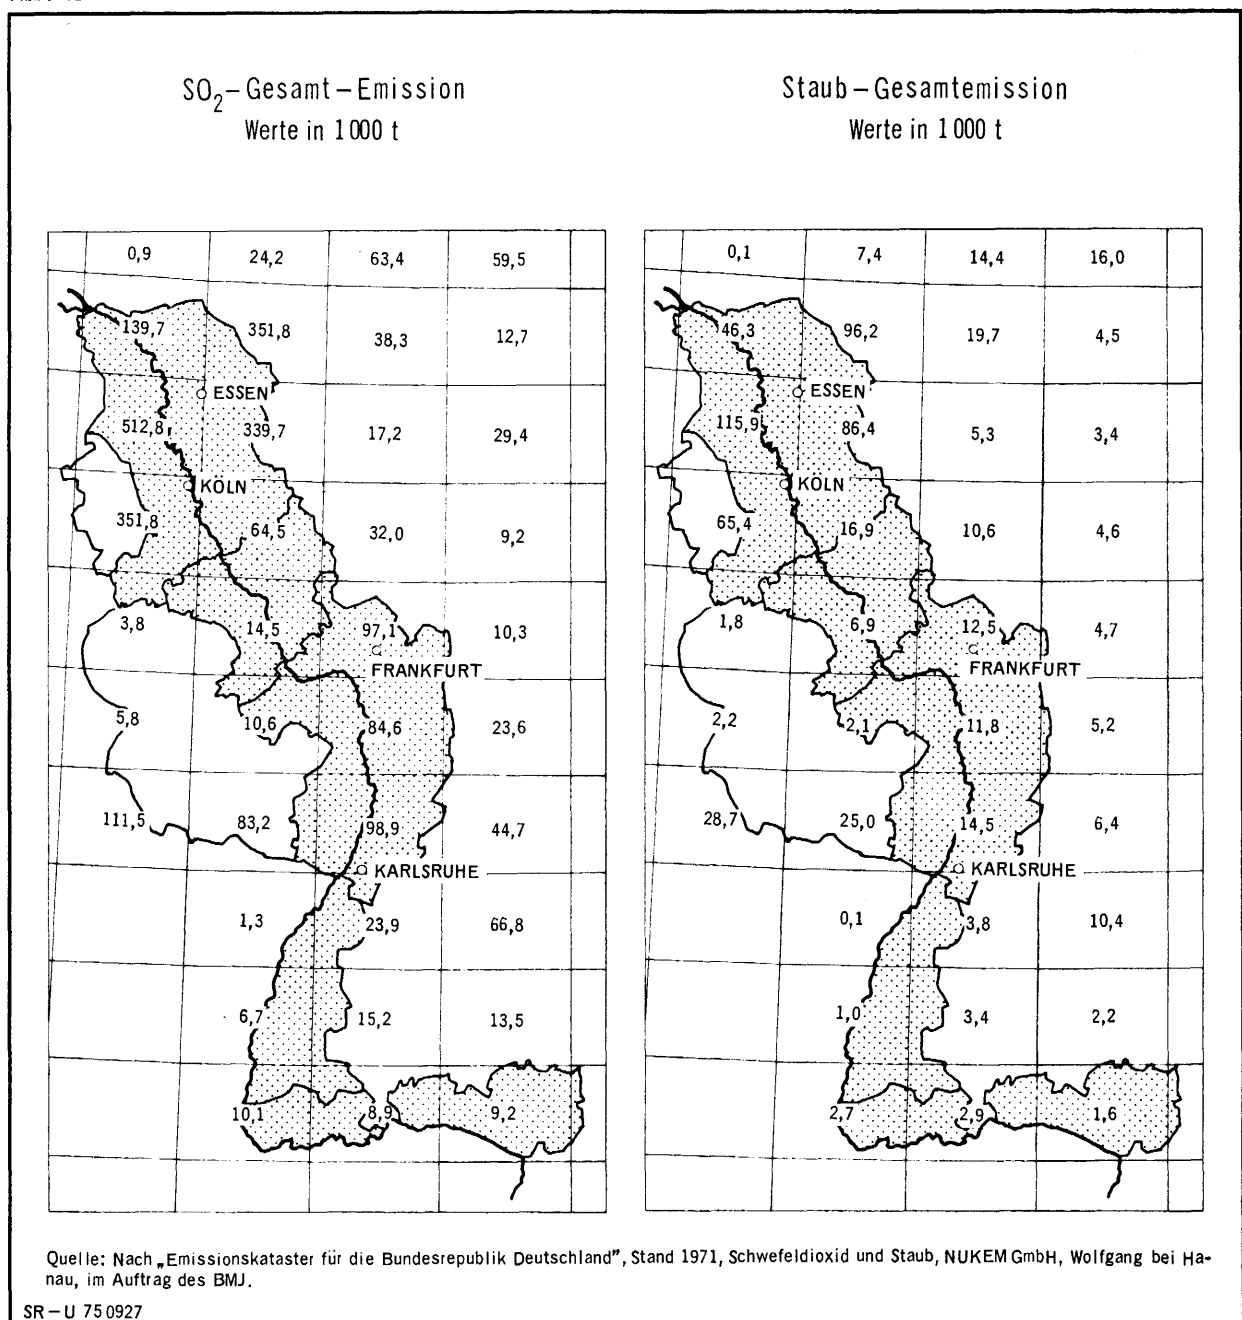 SO₂–Gesamt–Emission
Werte in 1000 t
0,9 24,2 63,4 59,5
139,7 351,8 38,3 12,7
ESSEN
512,8 339,7 17,2 29,4
KÖLN
351,8 64,5 32,0 9,2
3,8 14,5 97,1 10,3
FRANKFURT
5,8 10,6 84,6 23,6
111,5 83,2 98,9 44,7
KARLSRUHE
1,3 23,9 66,8
6,7 15,2 13,5
10,1 8,9 9,2
Staub–Gesamtemission
Werte in 1000 t
0,1 7,4 14,4 16,0
46,3 96,2 19,7 4,5
ESSEN
115,9 86,4 5,3 3,4
KÖLN
65,4 16,9 10,6 4,6
1,8 6,9 12,5 4,7
FRANKFURT
2,2 2,1 11,8 5,2
28,7 25,0 14,5 6,4
KARLSRUHE
0,1 3,8 10,4
1,0 3,4 2,2
2,7 2,9 1,6
Quelle: Nach „Emissionskataster für die Bundesrepublik Deutschland", Stand 1971, Schwefeldioxid und Staub, NUKEM GmbH, Wolfgang bei Ha-
nau, im Auftrag des BMJ.
SR–U 750927